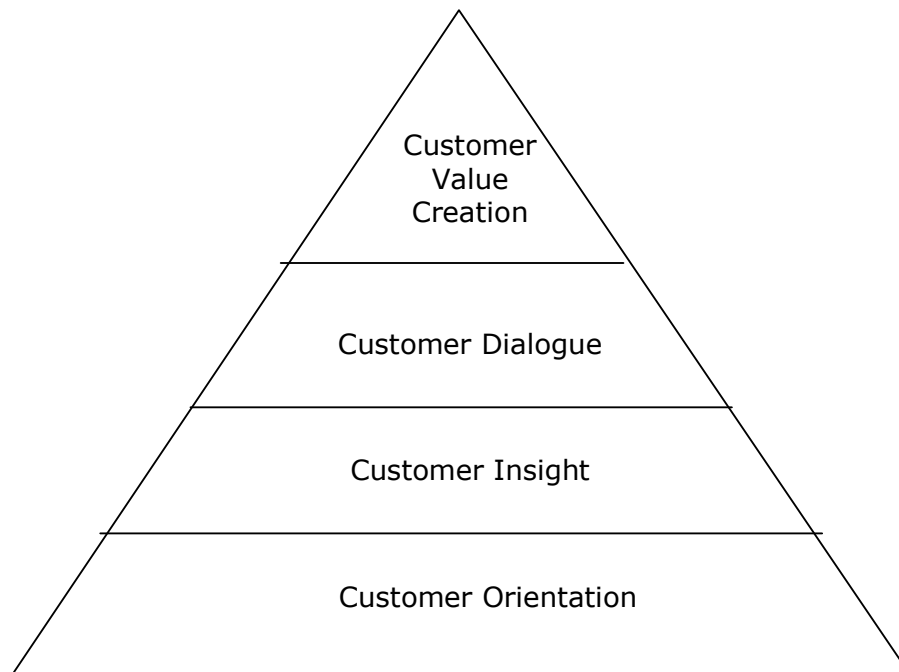 Customer
Value
Creation
Customer Dialogue
Customer Insight
Customer Orientation